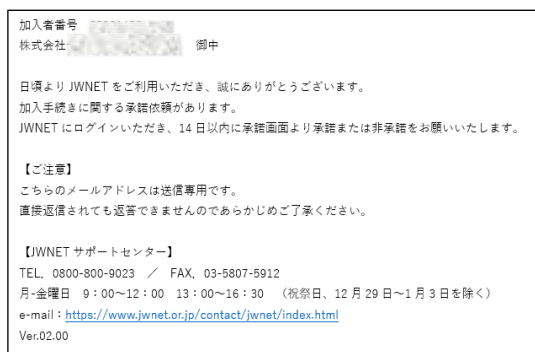 加入者番号
株式会社 御中
日頃より JWNET をご利用いただき、誠にありがとうございます。
加入手続きに関する承諾依頼があります。
JWNET にログインいただき、14 日以内に承諾画面より承諾または非承諾をお願いいたします。
【ご注意】
こちらのメールアドレスは送信専用です。
直接返信されても返答できませんのであらかじめご了承ください。
【JWNET サポートセンター】
TEL．0800-800-9023　／　FAX．03-5807-5912
月-金曜日　9：00～12：00　13：00～16：30　（祝祭日、12 月 29 日～1 月 3 日を除く）
e-mail：https://www.jwnet.or.jp/contact/jwnet/index.html
Ver.02.00